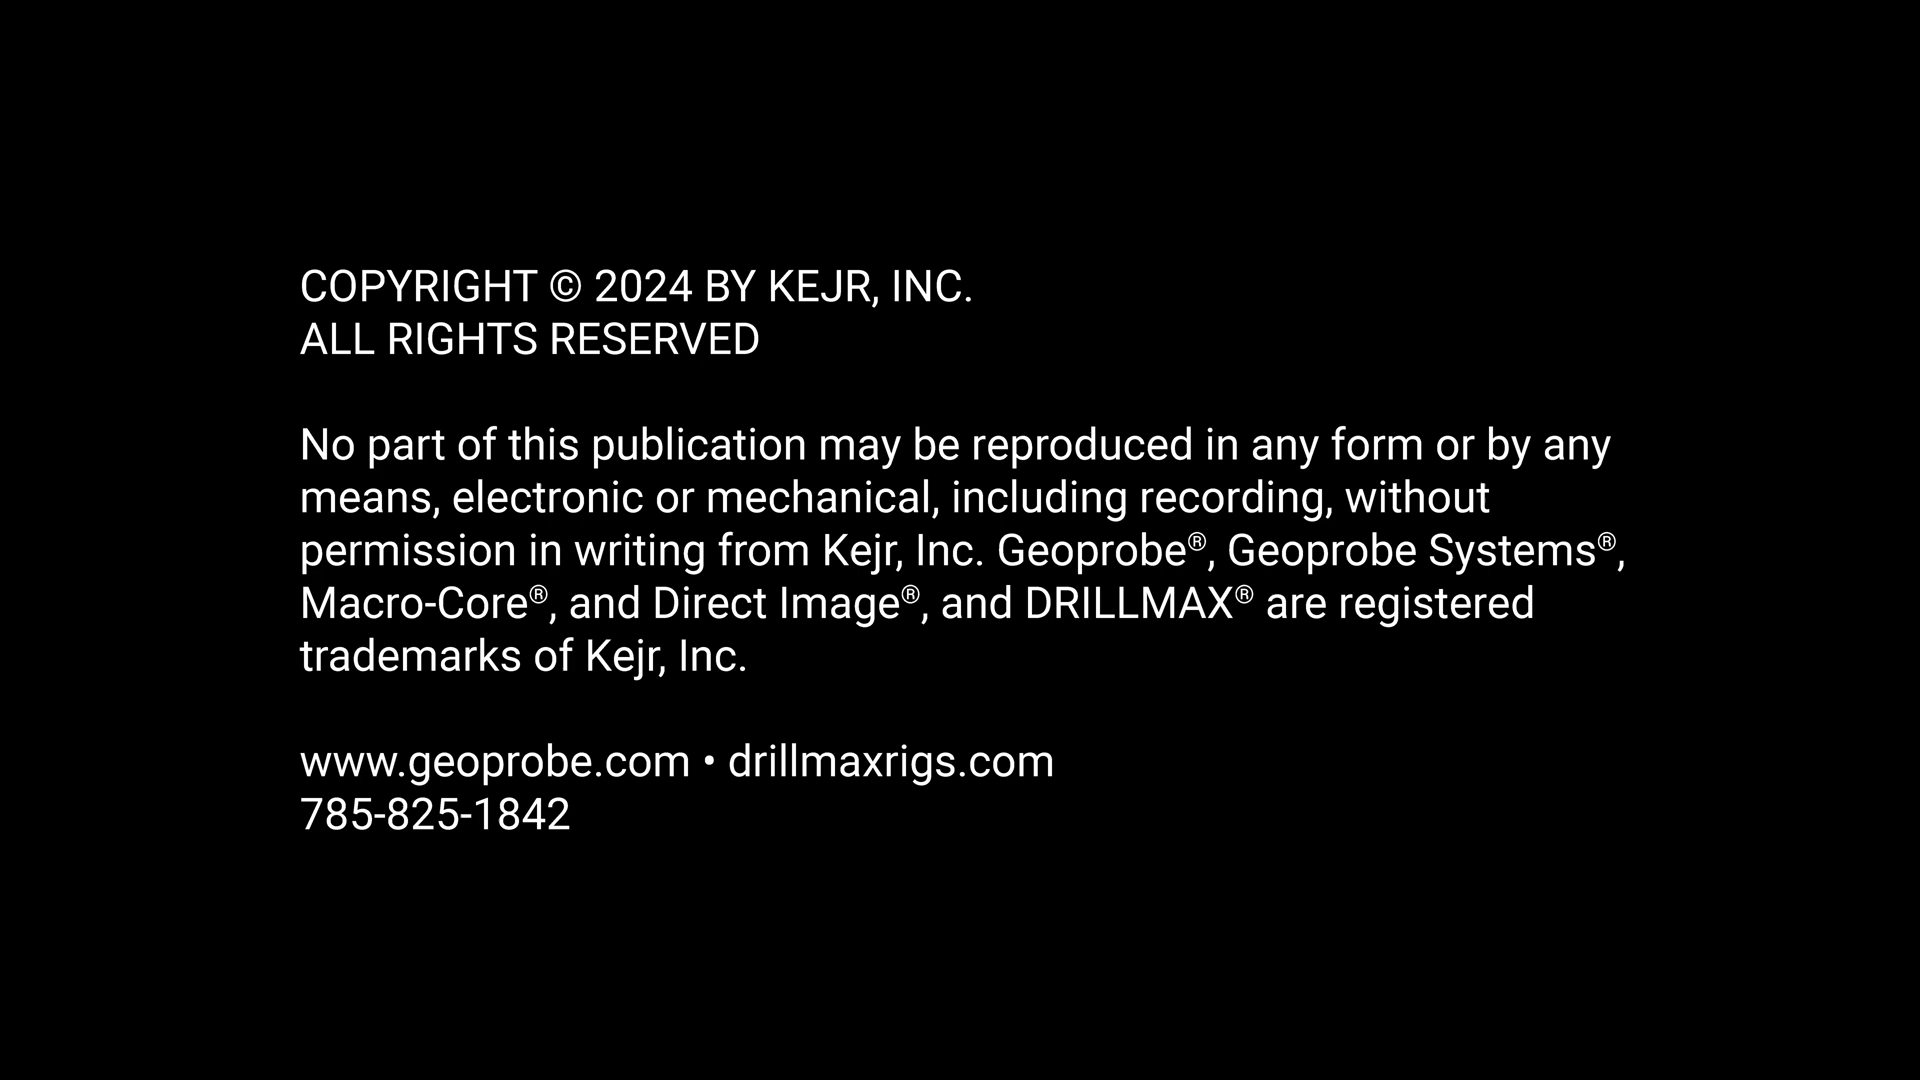 COPYRIGHT © 2024 BY KEJR, INC.
ALL RIGHTS RESERVED
No part of this publication may be reproduced in any form or by any
means, electronic or mechanical, including recording, without
permission in writing from Kejr, Inc. Geoprobe®, Geoprobe Systems®,
Macro-Core®, and Direct Image®, and DRILLMAX® are registered
trademarks of Kejr, Inc.
www.geoprobe.com • drillmaxrigs.com
785-825-1842